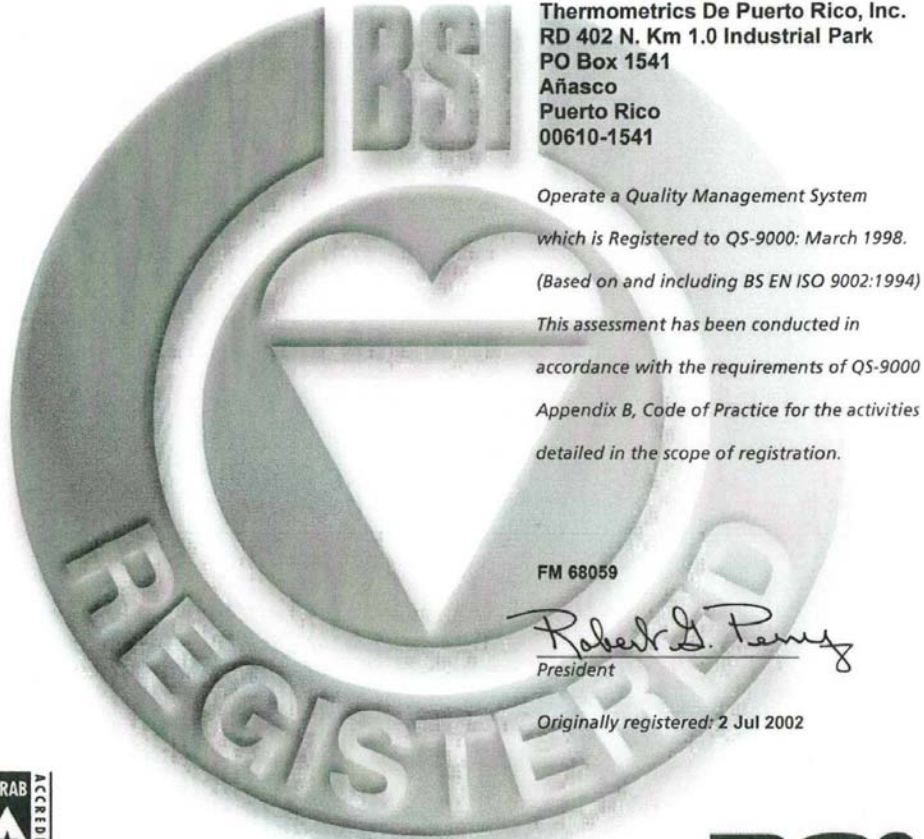 BSI
Thermometrics De Puerto Rico, Inc.
RD 402 N. Km 1.0 Industrial Park
PO Box 1541
Añasco
Puerto Rico
00610-1541
Operate a Quality Management System
which is Registered to QS-9000: March 1998.
(Based on and including BS EN ISO 9002:1994)
This assessment has been conducted in
accordance with the requirements of QS-9000
Appendix B, Code of Practice for the activities
detailed in the scope of registration.
FM 68059
Robert G. Perry
President
Originally registered: 2 Jul 2002
REGISTERED
RAB